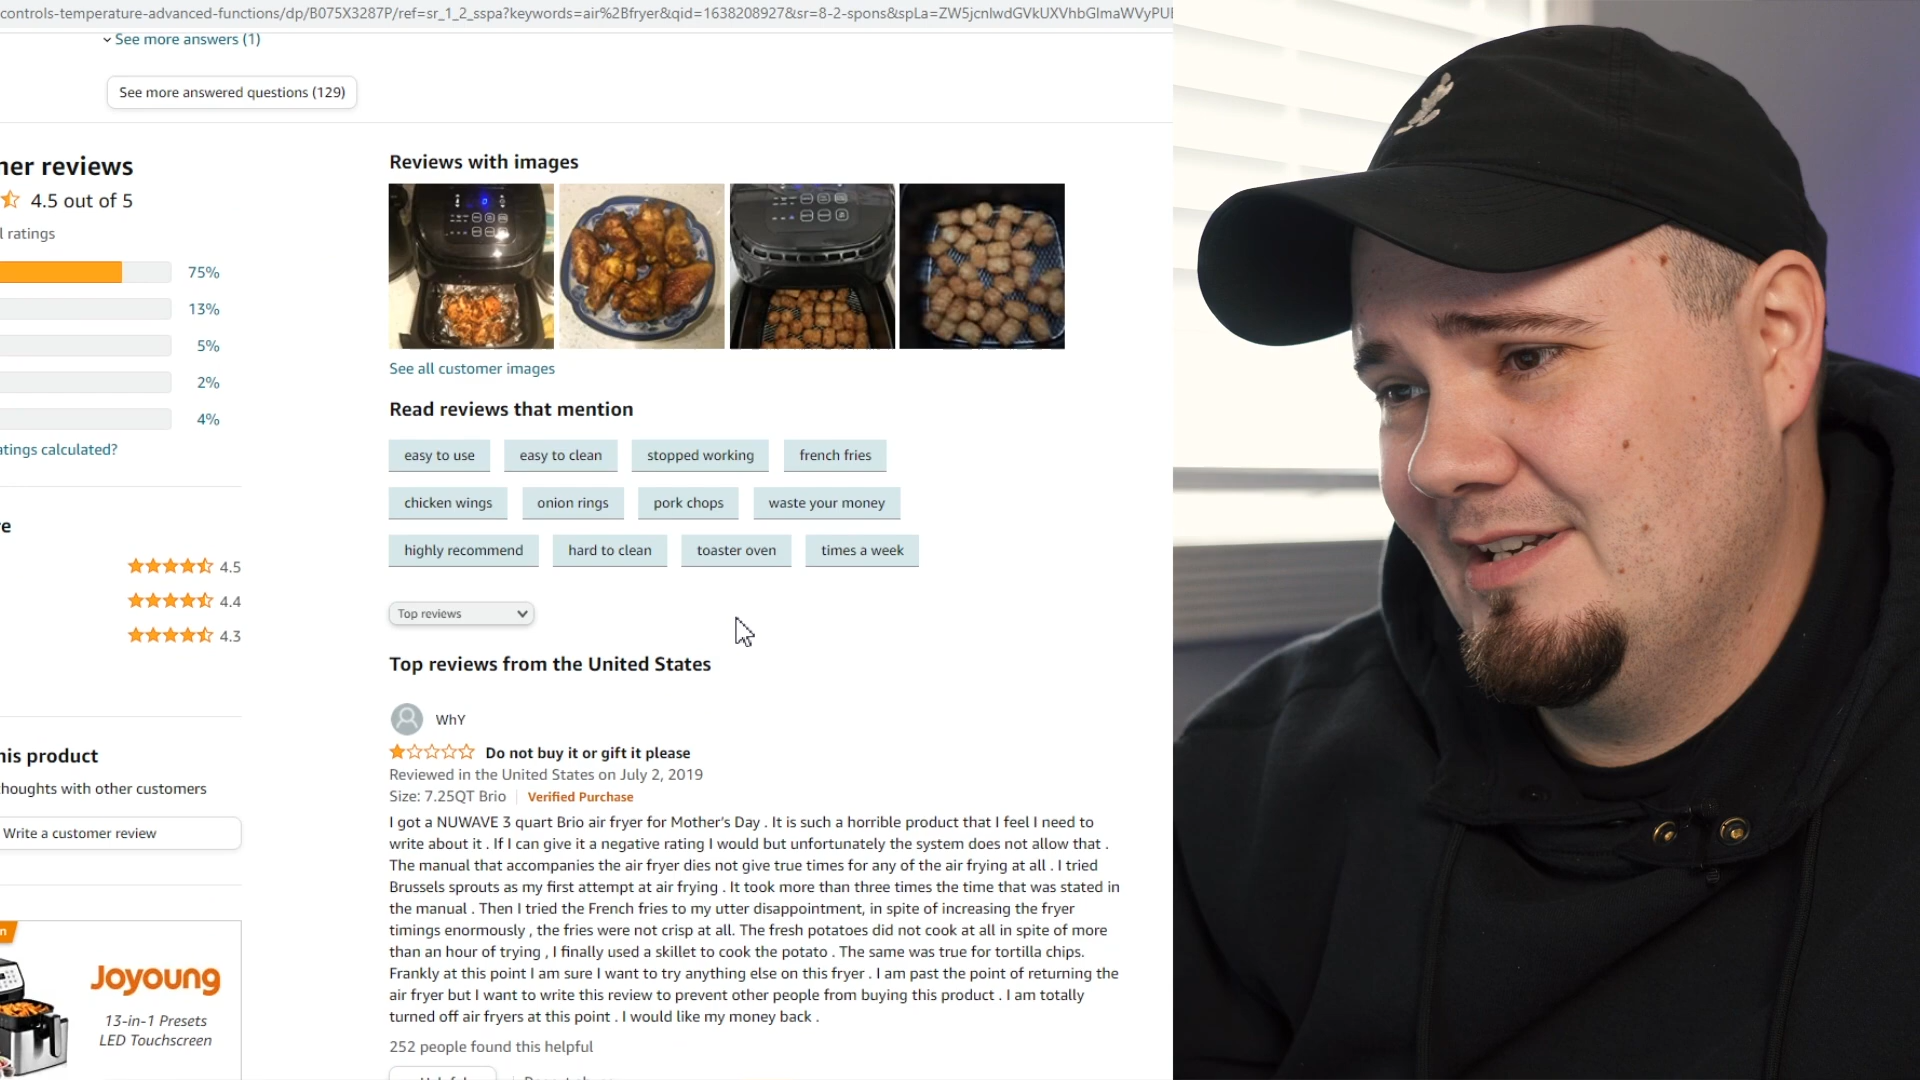 controls-temperature-advanced-functions/dp/B075X3287P/ref=sr_1_2_sspa?keywords=air%2Bfryer&qid=1638208927&sr=8-2-spons&spLa=ZW5jcnlwdGVkUXVhbGlmaWVyPUI
See more answers (1)
See more answered questions (129)
ner reviews
4.5 out of 5
l ratings
75%
13%
5%
2%
4%
atings calculated?
re
4.5
4.4
4.3
his product
houghts with other customers
Write a customer review
n
Joyoung
13-in-1 Presets
LED Touchscreen
Reviews with images
See all customer images
Read reviews that mention
easy to use easy to clean stopped working french fries
chicken wings onion rings pork chops waste your money
highly recommend hard to clean toaster oven times a week
Top reviews
Top reviews from the United States
WhY
Do not buy it or gift it please
Reviewed in the United States on July 2, 2019
Size: 7.25QT Brio Verified Purchase
I got a NUWAVE 3 quart Brio air fryer for Mother's Day . It is such a horrible product that I feel I need to
write about it . If I can give it a negative rating I would but unfortunately the system does not allow that .
The manual that accompanies the air fryer dies not give true times for any of the air frying at all . I tried
Brussels sprouts as my first attempt at air frying . It took more than three times the time that was stated in
the manual . Then I tried the French fries to my utter disappointment, in spite of increasing the fryer
timings enormously , the fries were not crisp at all. The fresh potatoes did not cook at all in spite of more
than an hour of trying , I finally used a skillet to cook the potato . The same was true for tortilla chips.
Frankly at this point I am sure I want to try anything else on this fryer . I am past the point of returning the
air fryer but I want to write this review to prevent other people from buying this product . I am totally
turned off air fryers at this point . I would like my money back .
252 people found this helpful